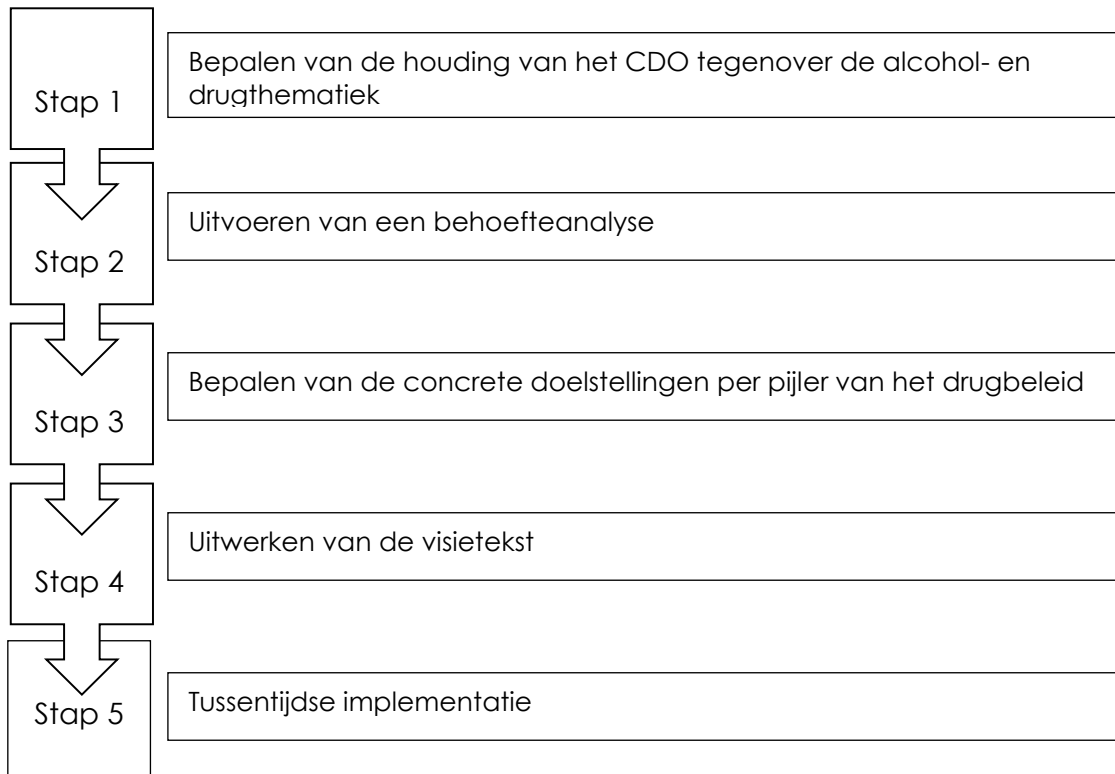 Stap 1
Bepalen van de houding van het CDO tegenover de alcohol- en
drugthematiek
Stap 2
Uitvoeren van een behoefteanalyse
Stap 3
Bepalen van de concrete doelstellingen per pijler van het drugbeleid
Stap 4
Uitwerken van de visietekst
Stap 5
Tussentijdse implementatie